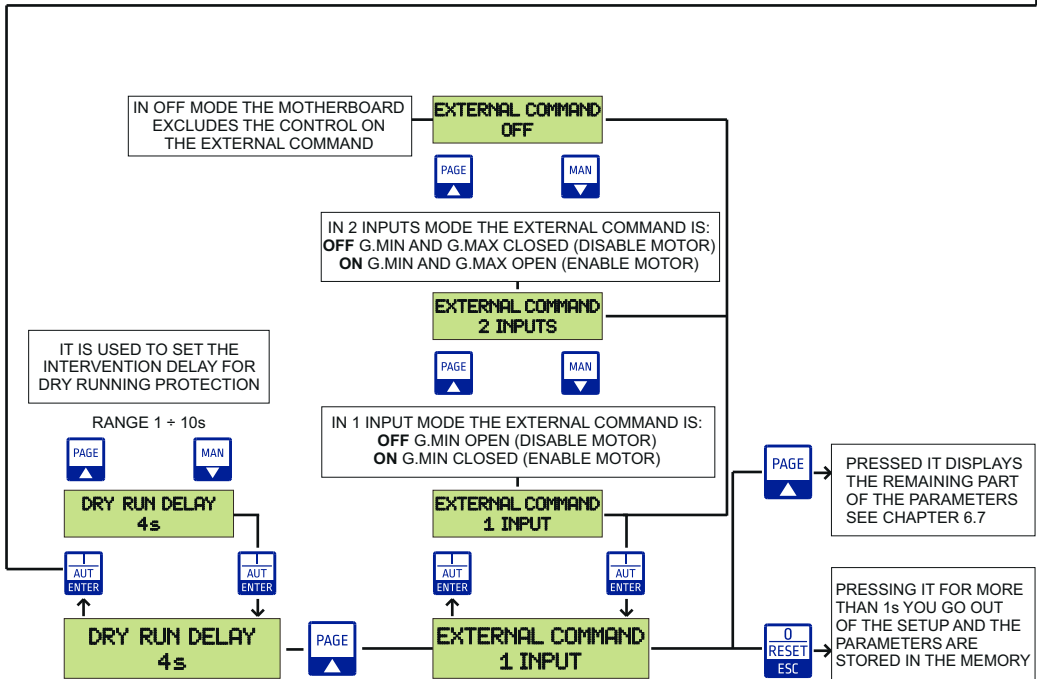 IN OFF MODE THE MOTHERBOARD
EXCLUDES THE CONTROL ON
THE EXTERNAL COMMAND
EXTERNAL COMMAND
OFF
PAGE
MAN
IN 2 INPUTS MODE THE EXTERNAL COMMAND IS:
OFF G.MIN AND G.MAX CLOSED (DISABLE MOTOR)
ON G.MIN AND G.MAX OPEN (ENABLE MOTOR)
EXTERNAL COMMAND
2 INPUTS
PAGE
MAN
IT IS USED TO SET THE
INTERVENTION DELAY FOR
DRY RUNNING PROTECTION
RANGE 1 ÷ 10s
PAGE
MAN
DRY RUN DELAY
4s
IN 1 INPUT MODE THE EXTERNAL COMMAND IS:
OFF G.MIN OPEN (DISABLE MOTOR)
ON G.MIN CLOSED (ENABLE MOTOR)
EXTERNAL COMMAND
1 INPUT
PAGE
PRESSED IT DISPLAYS
THE REMAINING PART
OF THE PARAMETERS
SEE CHAPTER 6.7
I
AUT
ENTER
I
AUT
ENTER
I
AUT
ENTER
I
AUT
ENTER
DRY RUN DELAY
4s
PAGE
EXTERNAL COMMAND
1 INPUT
0
RESET
ESC
PRESSING IT FOR MORE
THAN 1s YOU GO OUT
OF THE SETUP AND THE
PARAMETERS ARE
STORED IN THE MEMORY